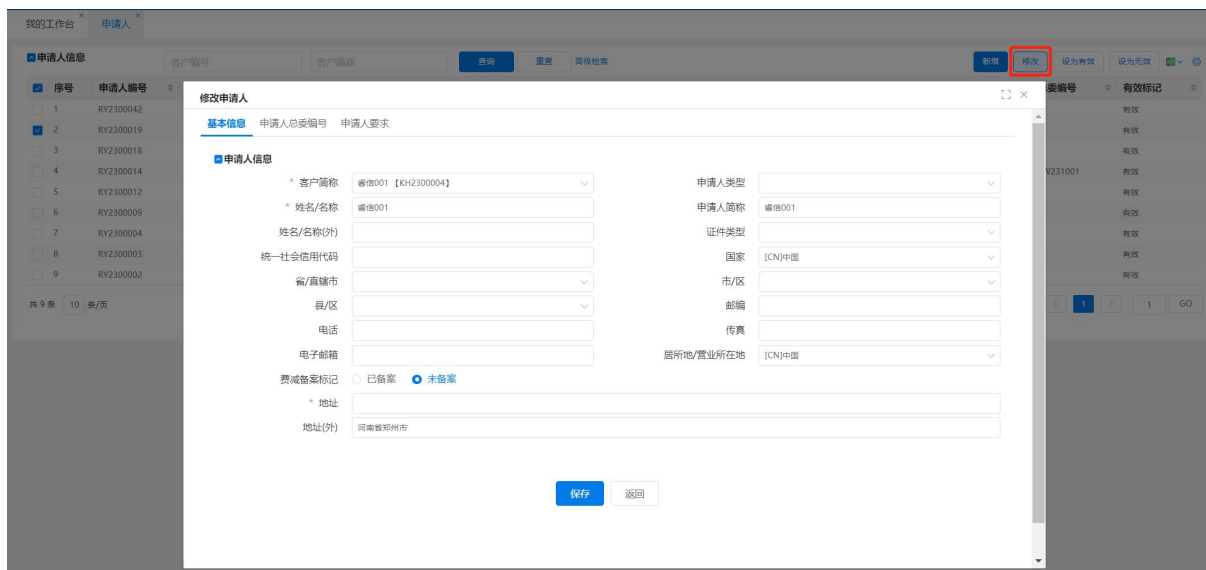 我的工作台 × 申请人 ×
申请人信息 客户编号 客户简称 查询 重置 高级检索 新增 修改 设为有效 设为无效
序号 申请人编号 委编号 有效标记
1 RY2300042 有效
2 RY2300019 有效
3 RY2300018 有效
4 RY2300014 V231001 有效
5 RY2300012 有效
6 RY2300009 有效
7 RY2300004 有效
8 RY2300003 有效
9 RY2300002 有效
共 9 条 10 条/页 < 1 > 1 GO
修改申请人
基本信息 申请人总委编号 申请人要求
申请人信息
* 客户简称 睿信001 【KH2300004】 申请人类型
* 姓名/名称 睿信001 申请人简称 睿信001
姓名/名称(外) 证件类型
统一社会信用代码 国家 [CN]中国
省/直辖市 市/区
县/区 邮编
电话 传真
电子邮箱 居所地/营业所在地 [CN]中国
费减备案标记 已备案 未备案
* 地址
地址(外) 河南省郑州市
保存 返回